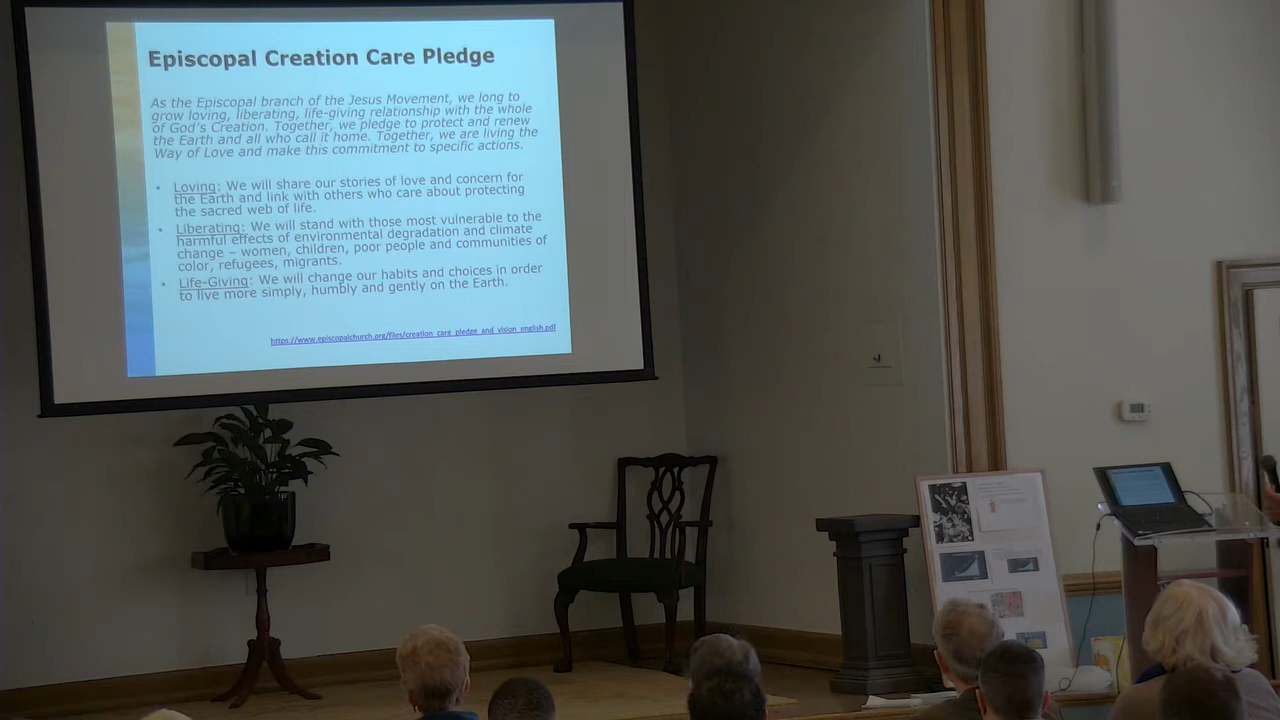 Episcopal Creation Care Pledge
As the Episcopal branch of the Jesus Movement, we long to
grow loving, liberating, life-giving relationship with the whole
of God's Creation. Together, we pledge to protect and renew
the Earth and all who call it home. Together, we are living the
Way of Love and make this commitment to specific actions.
• Loving: We will share our stories of love and concern for
the Earth and link with others who care about protecting
the sacred web of life.
• Liberating: We will stand with those most vulnerable to the
harmful effects of environmental degradation and climate
change – women, children, poor people and communities of
color, refugees, migrants.
• Life-Giving: We will change our habits and choices in order
to live more simply, humbly and gently on the Earth.
https://www.episcopalchurch.org/files/creation_care_pledge_and_vision_english.pdf